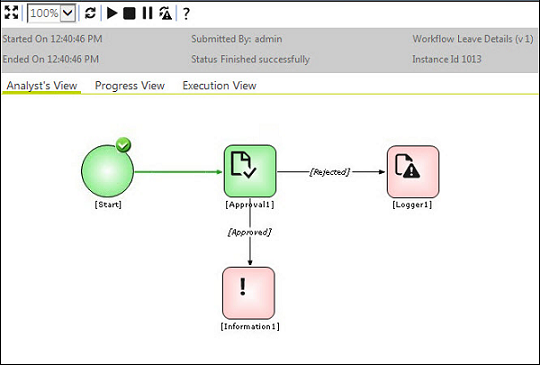 100% ?
Started On 12:40:46 PM Submitted By: admin Workflow Leave Details (v 1)
Ended On 12:40:46 PM Status Finished successfully Instance Id 1013
Analyst's View Progress View Execution View
[Rejected]
[Start] [Approval1] [Logger1]
[Approved]
[Information1]